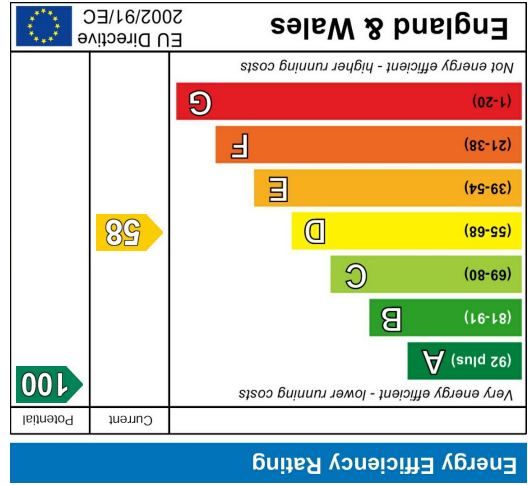 Energy Efficiency Rating
Current Potential
Very energy efficient - lower running costs
(92 plus) A
(81-91) B
(69-80) C
(55-68) D
(39-54) E
(21-38) F
(1-20) G
Not energy efficient - higher running costs
58
100
England & Wales
EU Directive
2002/91/EC